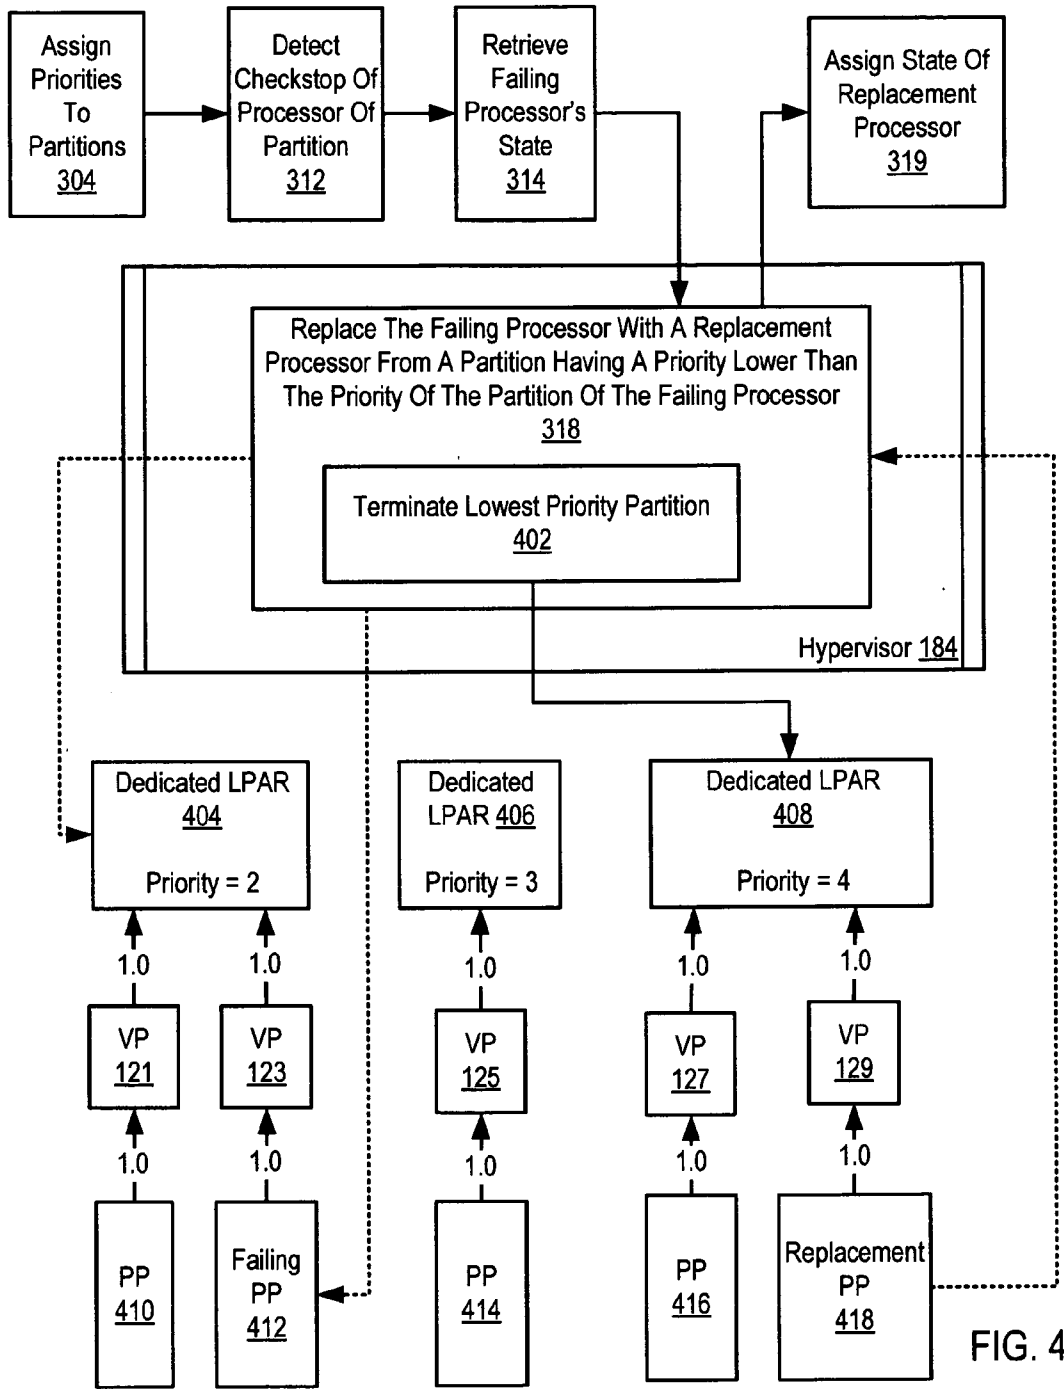 Assign
Priorities
To
Partitions
304
Detect
Checkstop Of
Processor Of
Partition
312
Retrieve
Failing
Processor's
State
314
Assign State Of
Replacement
Processor
319
Replace The Failing Processor With A Replacement
Processor From A Partition Having A Priority Lower Than
The Priority Of The Partition Of The Failing Processor
318
Terminate Lowest Priority Partition
402
Hypervisor 184
Dedicated LPAR
404
Priority = 2
Dedicated
LPAR 406
Priority = 3
Dedicated LPAR
408
Priority = 4
1.0
1.0
1.0
1.0
1.0
VP
121
VP
123
VP
125
VP
127
VP
129
1.0
1.0
1.0
1.0
1.0
PP
410
Failing
PP
412
PP
414
PP
416
Replacement
PP
418
FIG. 4